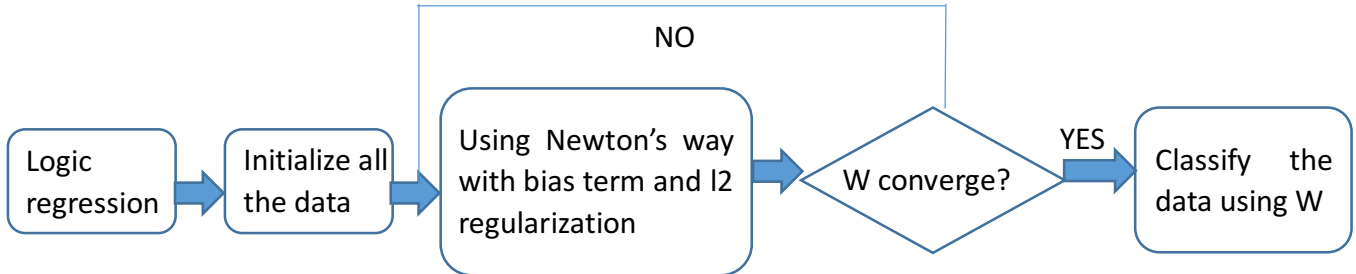 NO
Logic
regression
Initialize all
the data
Using Newton's way
with bias term and l2
regularization
W converge?
YES
Classify the
data using W